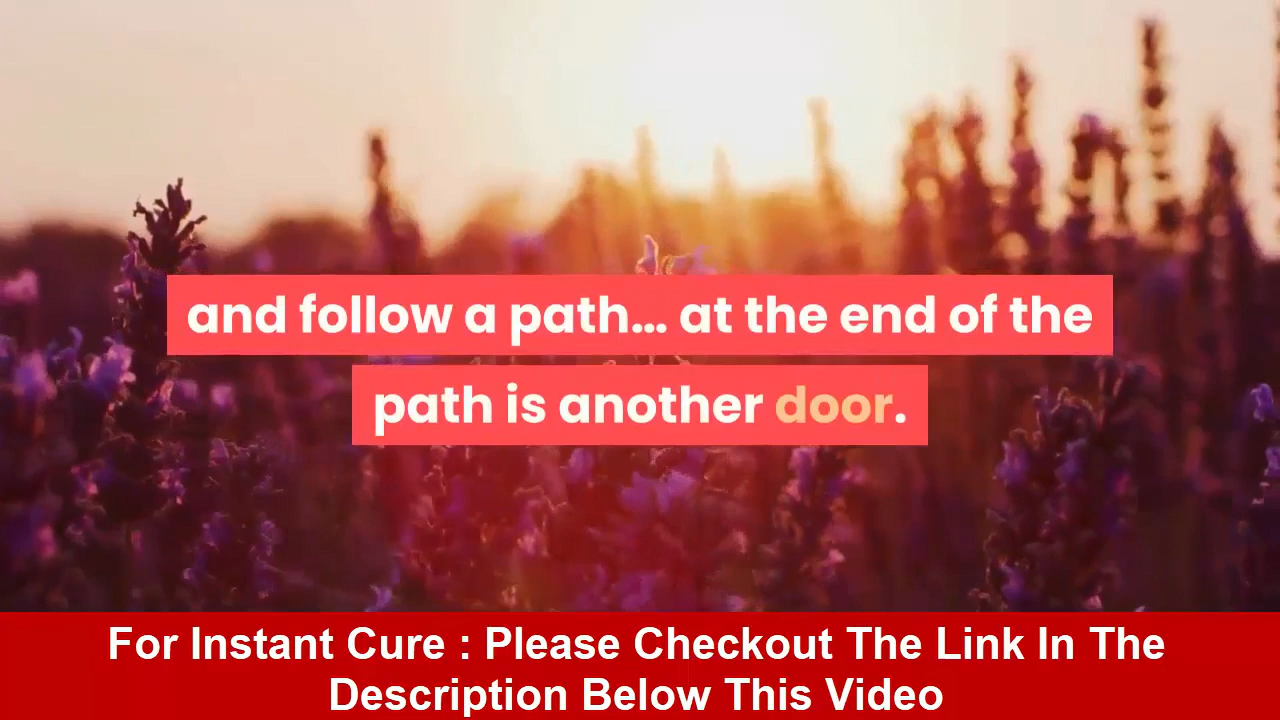 and follow a path... at the end of the
path is another door.
For Instant Cure : Please Checkout The Link In The
Description Below This Video